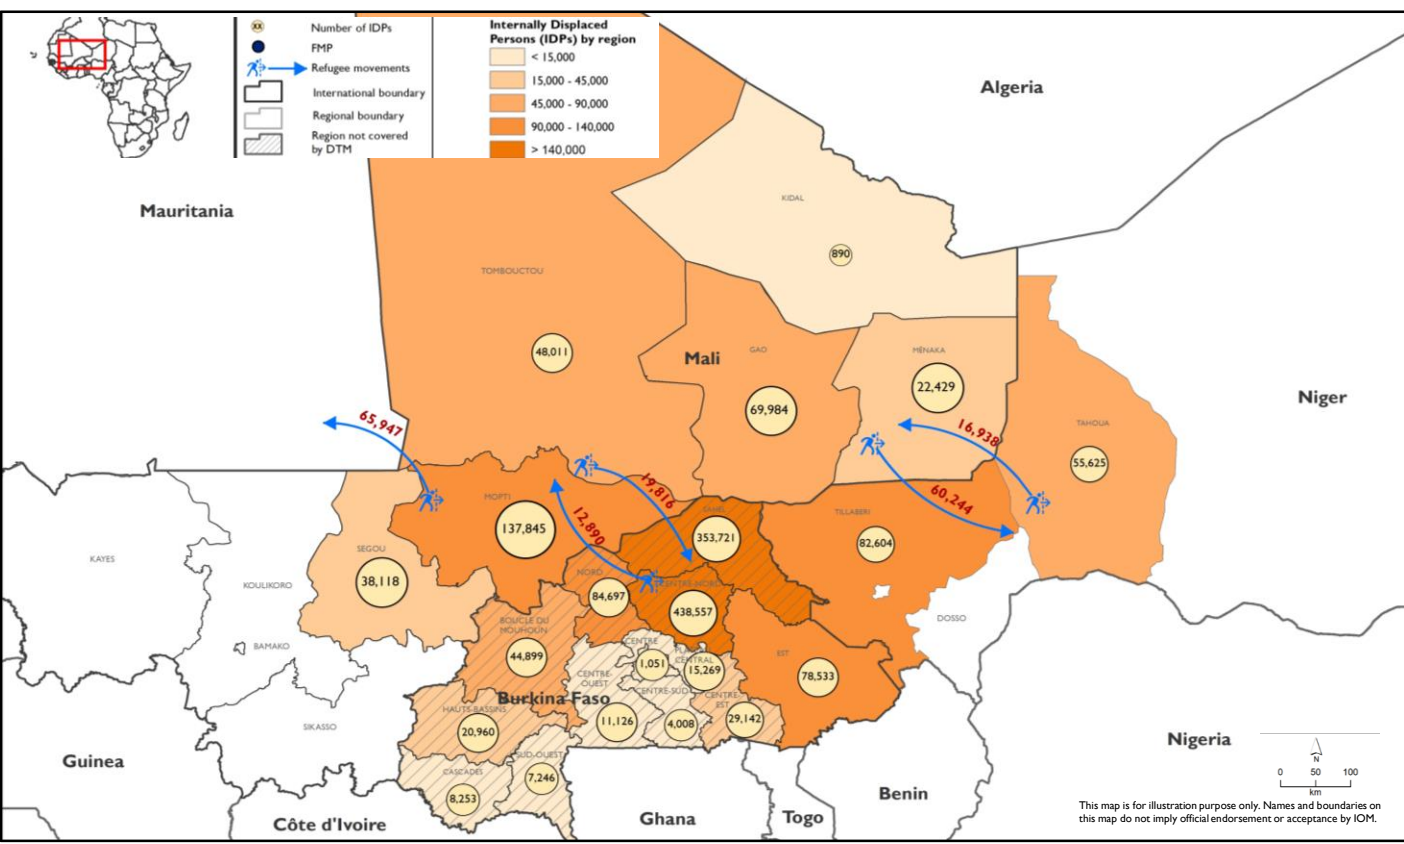 XX
Number of IDPs
FMP
Refugee movements
International boundary
Regional boundary
Region not covered
by DTM
Internally Displaced
Persons (IDPs) by region
< 15,000
15,000 - 45,000
45,000 - 90,000
90,000 - 140,000
> 140,000
Algeria
Mauritania
KIDAL
890
TOMBOUCTOU
48,011
Mali
GAO
69,984
MÉNAKA
22,429
Niger
TAHOUA
55,625
65,947
16,938
60,244
19,816
12,890
MOPTI
137,845
SAHEL
353,721
TILLABERI
82,604
KAYES
KOULIKORO
SEGOU
38,118
NORD
84,697
CENTRE-NORD
438,557
DOSSO
BAMAKO
BOUCLE DU
MOUHOUN
44,899
CENTRE
1,051
PLATEAU
CENTRAL
15,269
EST
78,533
CENTRE-
OUEST
11,126
CENTRE-SUD
4,008
CENTRE-
EST
29,142
Burkina Faso
HAUTS-BASSINS
20,960
SIKASSO
SUD-OUEST
7,246
CASCADES
8,253
Guinea
Côte d'Ivoire
Ghana
Togo
Benin
Nigeria
N
0 50 100
km
This map is for illustration purpose only. Names and boundaries on
this map do not imply official endorsement or acceptance by IOM.